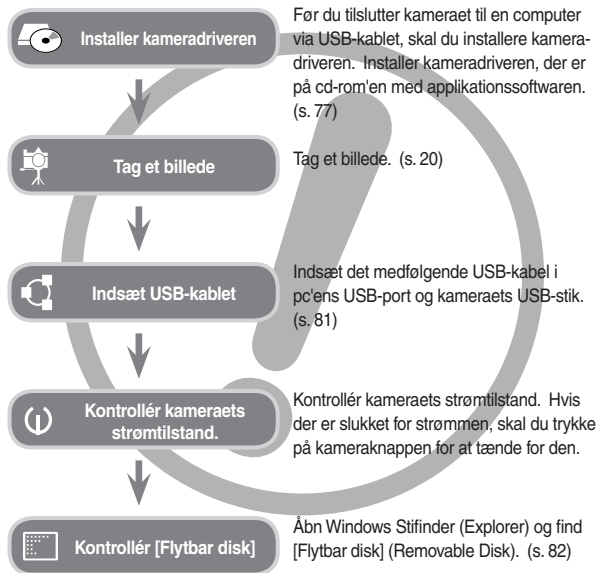 Installer kameradriveren
Før du tilslutter kameraet til en computer
via USB-kablet, skal du installere kamera-
driveren. Installer kameradriveren, der er
på cd-rom'en med applikationssoftwaren.
(s. 77)
Tag et billede
Tag et billede. (s. 20)
Indsæt USB-kablet
Indsæt det medfølgende USB-kabel i
pc'ens USB-port og kameraets USB-stik.
(s. 81)
Kontrollér kameraets
strømtilstand.
Kontrollér kameraets strømtilstand. Hvis
der er slukket for strømmen, skal du trykke
på kameraknappen for at tænde for den.
Kontrollér [Flytbar disk]
Åbn Windows Stifinder (Explorer) og find
[Flytbar disk] (Removable Disk). (s. 82)